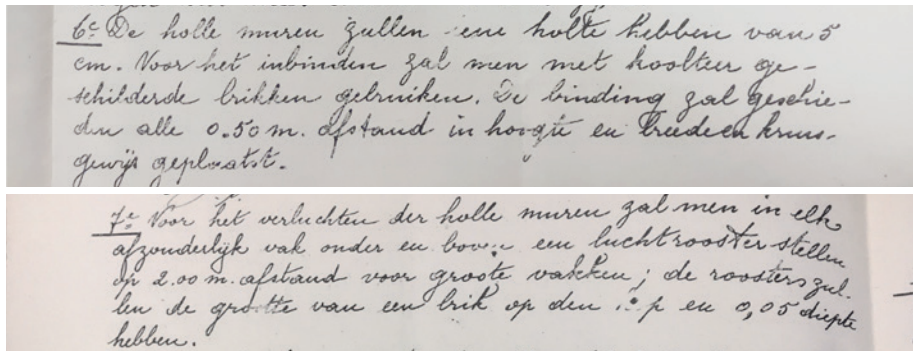 6e. De holle muren zullen eene holte hebben van 5
cm. Voor het inbinden zal men met koolteer ge-
schilderde brikken gebruiken. De binding zal geschie-
den alle 0.50 m. afstand in hoogte en breede en kruis-
gewijs geplaatst.
7e. Voor het verluchten der holle muren zal men in elk
afzonderlijk vak onder en boven een luchtrooster stellen
op 2.00 m. afstand voor groote vakken; de roosters zul-
len de grootte van een brik op den en 0,05 diepte
hebben.